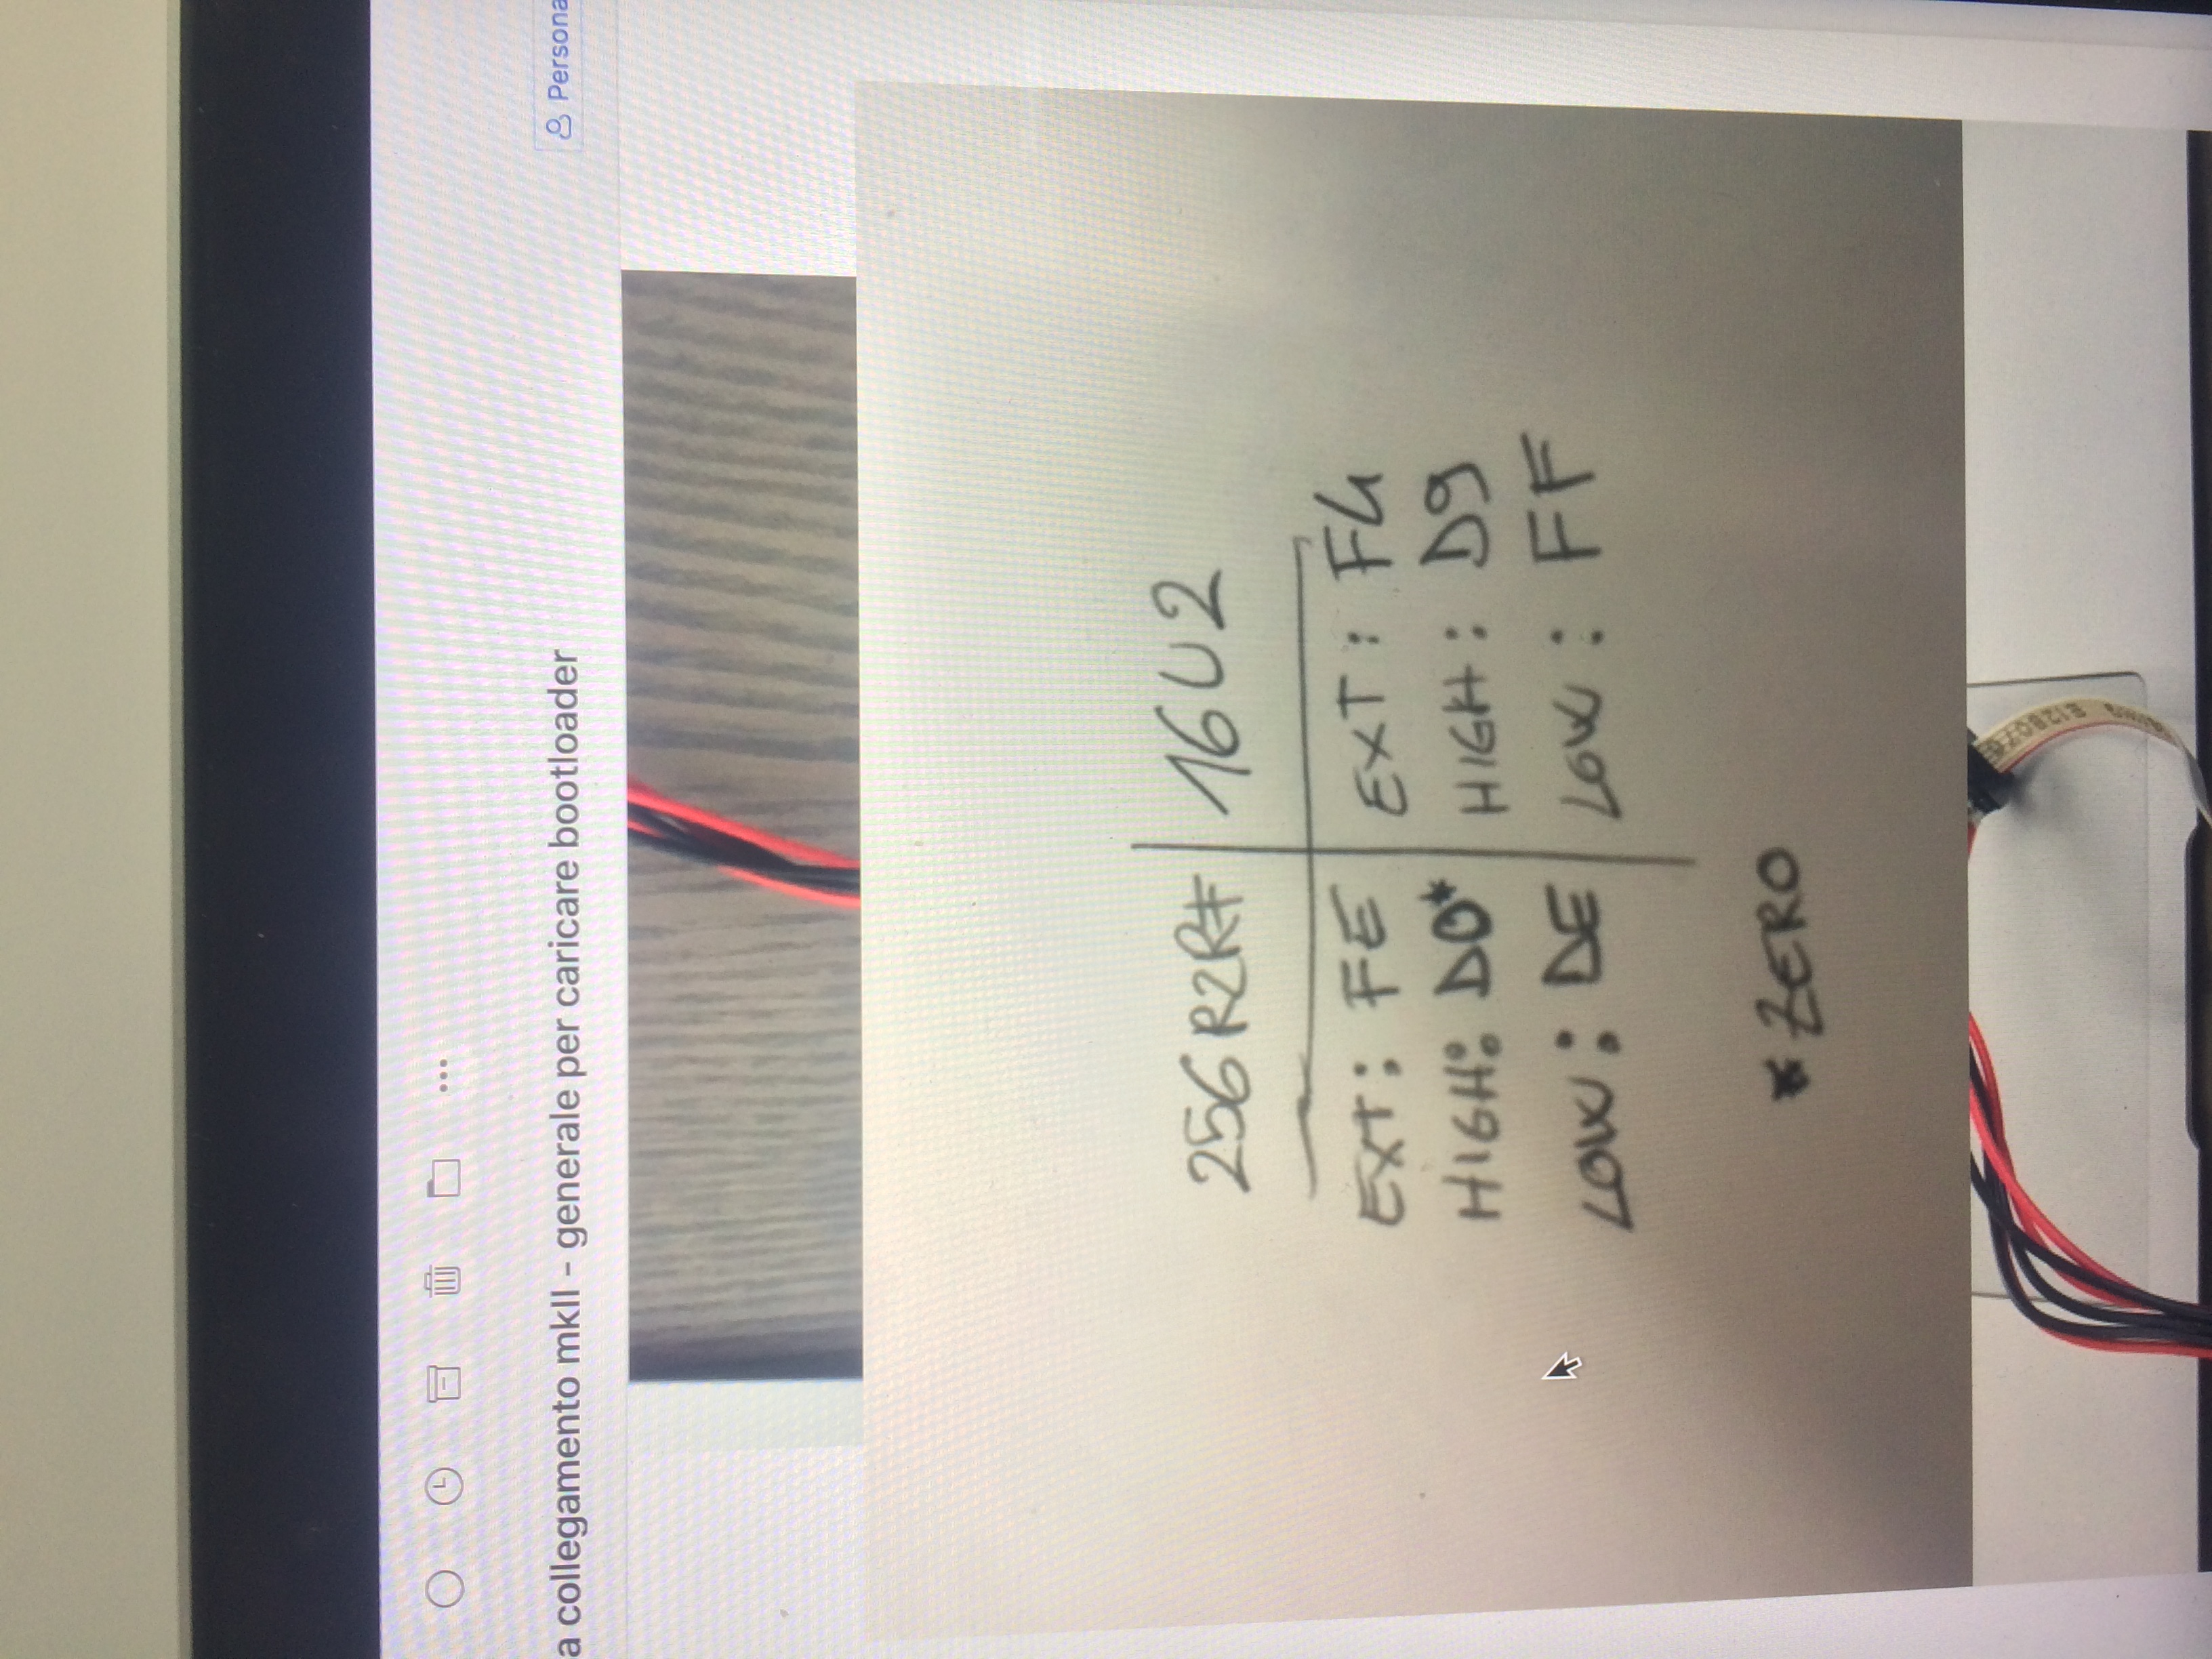 a collegamento mkII - generale per caricare bootloader
Persona
256R2RF 16U2
EXT: FE EXT: F4
HIGH: D0* HIGH: D9
LOW: DE LOW: FF
* ZERO